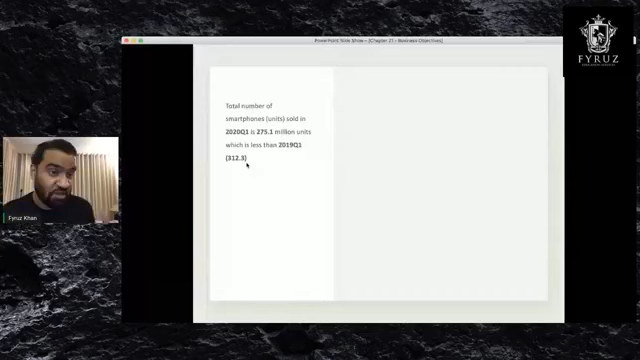 PowerPoint Slide Show - [Chapter 21 - Business Objectives]
FYRUZ
Total number of
smartphones (units) sold in
2020Q1 is 275.1 million units
which is less than 2019Q1
(312.3)
Fyruz Khan